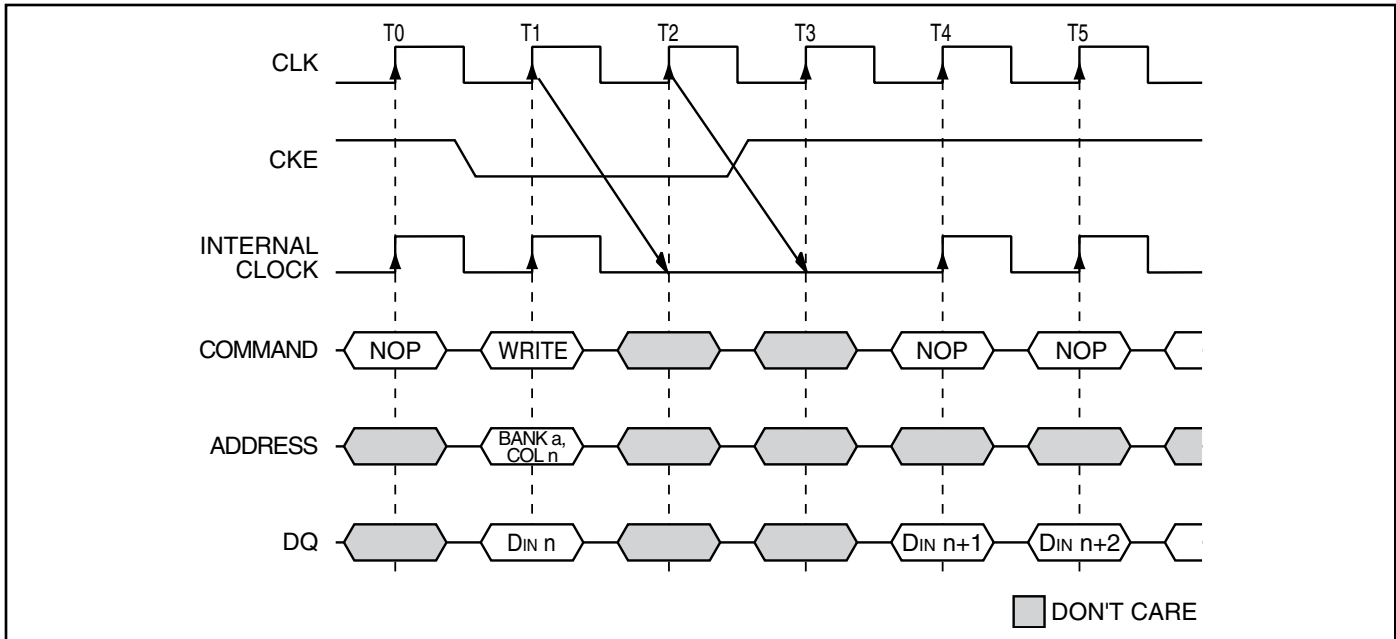 T0 T1 T2 T3 T4 T5
CLK
CKE
INTERNAL
CLOCK
COMMAND NOP WRITE NOP NOP
ADDRESS BANK a,
COL n
DQ DIN n DIN n+1 DIN n+2
DON'T CARE